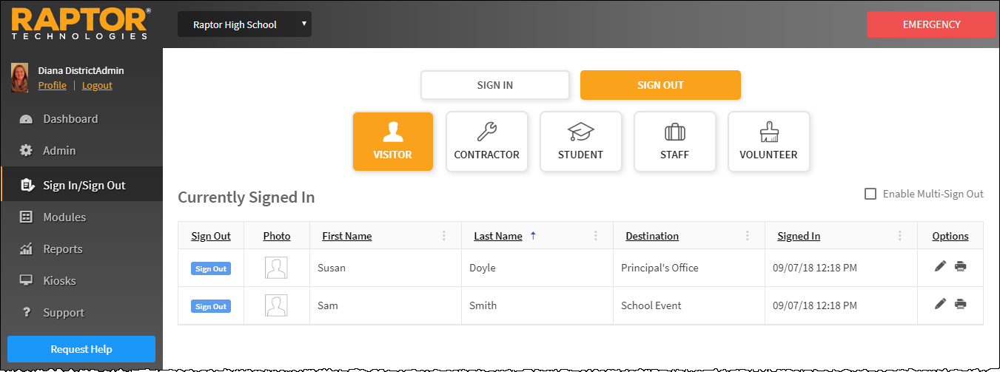 RAPTOR®
TECHNOLOGIES
Raptor High School
EMERGENCY
Diana DistrictAdmin
Profile | Logout
Dashboard
Admin
Sign In/Sign Out
Modules
Reports
Kiosks
? Support
Request Help
SIGN IN SIGN OUT
VISITOR CONTRACTOR STUDENT STAFF VOLUNTEER
Currently Signed In Enable Multi-Sign Out
Sign Out Photo First Name Last Name Destination Signed In Options
Sign Out Susan Doyle Principal's Office 09/07/18 12:18 PM
Sign Out Sam Smith School Event 09/07/18 12:18 PM